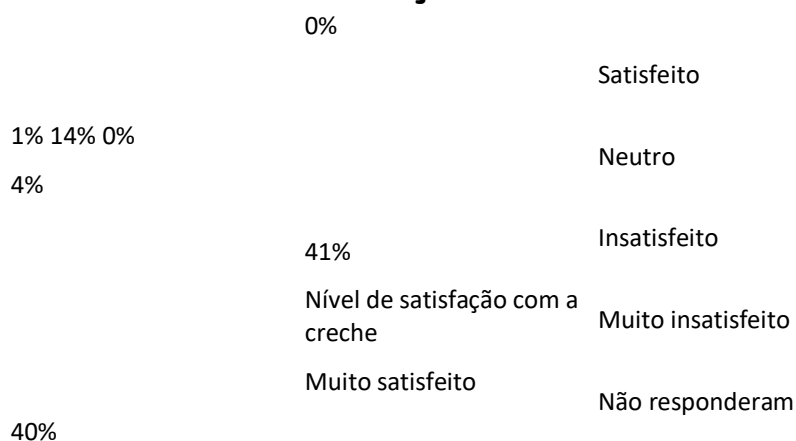 0%
Satisfeito
1% 14% 0%
Neutro
4%
Insatisfeito
41%
Nível de satisfação com a
creche
Muito insatisfeito
Muito satisfeito
Não responderam
40%